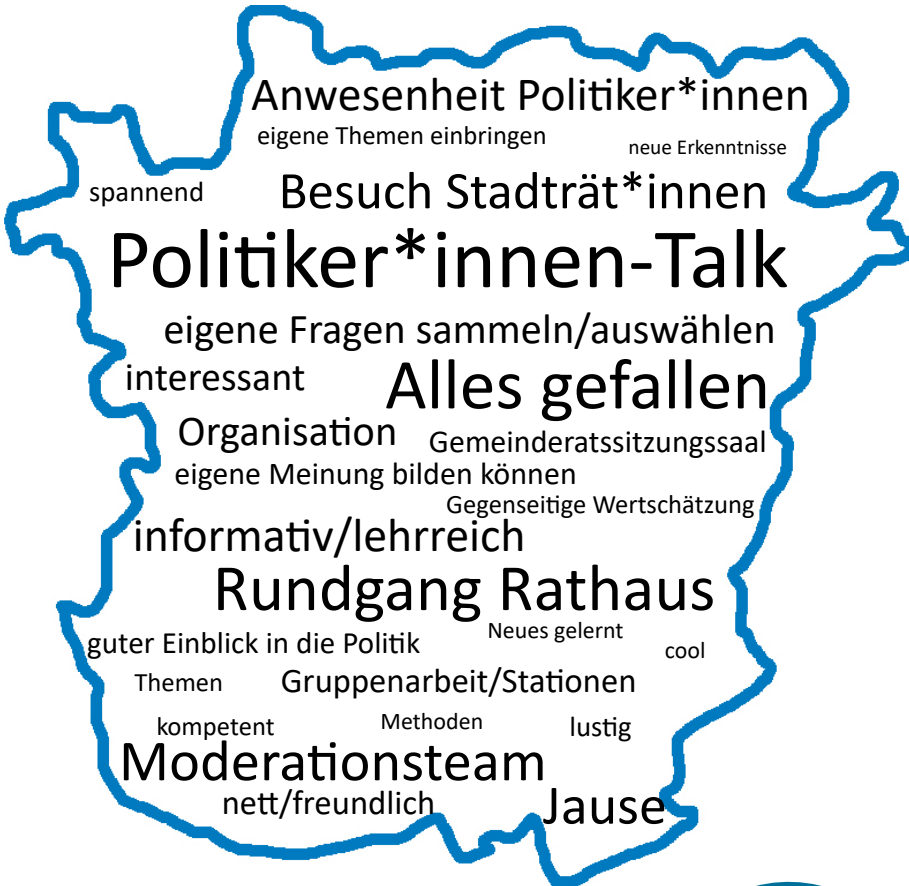 Anwesenheit Politiker*innen
eigene Themen einbringen
neue Erkenntnisse
spannend
Besuch Stadträt*innen
Politiker*innen-Talk
eigene Fragen sammeln/auswählen
interessant
Alles gefallen
Organisation
Gemeinderatssitzungssaal
eigene Meinung bilden können
Gegenseitige Wertschätzung
informativ/lehrreich
Rundgang Rathaus
Neues gelernt
guter Einblick in die Politik
cool
Themen
Gruppenarbeit/Stationen
kompetent
Methoden
lustig
Moderationsteam
nett/freundlich
Jause